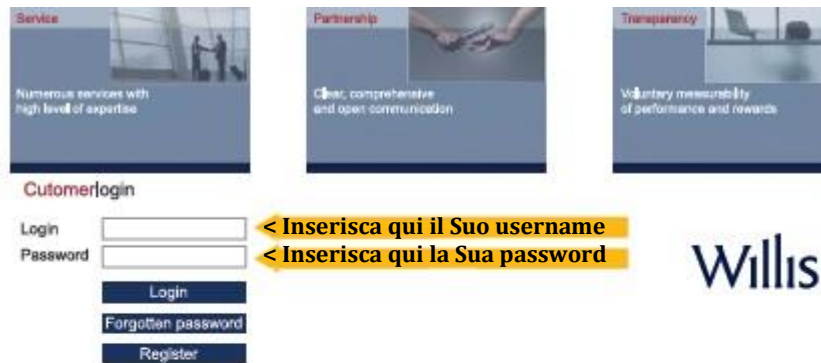 Service
Numerous services with
high level of expertise
Partnership
Clear, comprehensive
and open communication
Transparency
Voluntary measurability
of performance and rewards
Cutomerlogin
Login
< Inserisca qui il Suo username
Password
< Inserisca qui la Sua password
Login
Forgotten password
Register
Willis